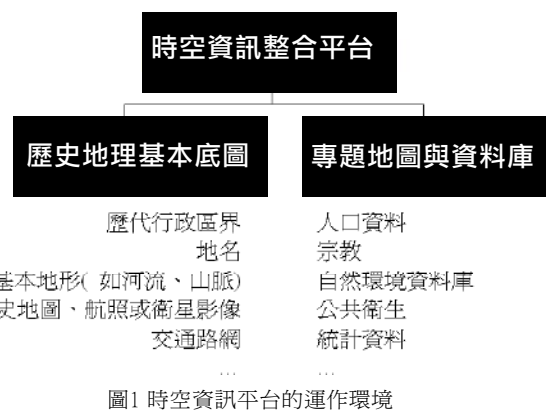 時空資訊整合平台
歷史地理基本底圖
專題地圖與資料庫
歷代行政區界
地名
基本地形( 如河流、山脈)
史地圖、航照或衛星影像
交通路網
...
人口資料
宗教
自然環境資料庫
公共衛生
統計資料
...
圖1 時空資訊平台的運作環境